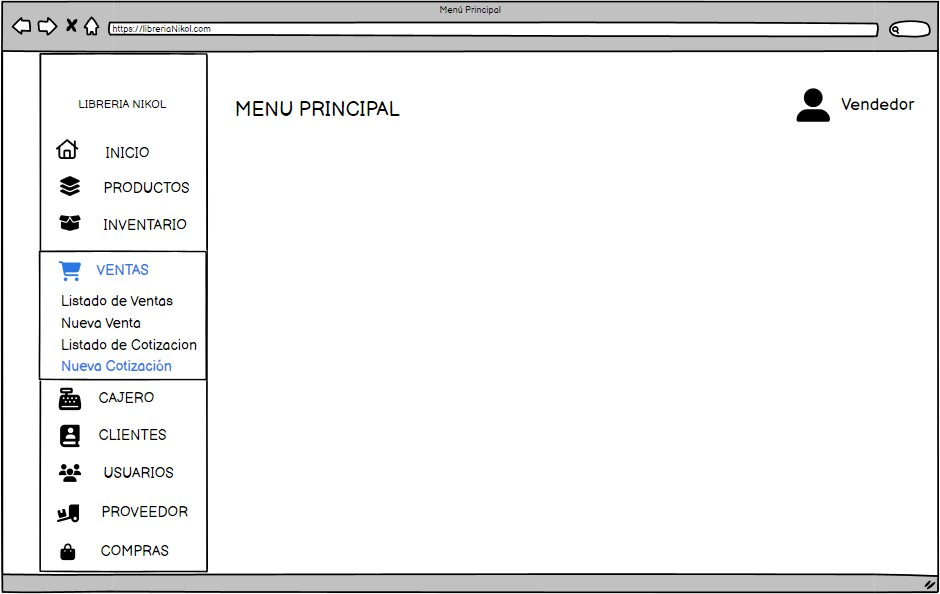 Menú Principal
https://libreriaNikol.com
LIBRERIA NIKOL
MENU PRINCIPAL
Vendedor
INICIO
PRODUCTOS
INVENTARIO
VENTAS
Listado de Ventas
Nueva Venta
Listado de Cotizacion
Nueva Cotización
CAJERO
CLIENTES
USUARIOS
PROVEEDOR
COMPRAS